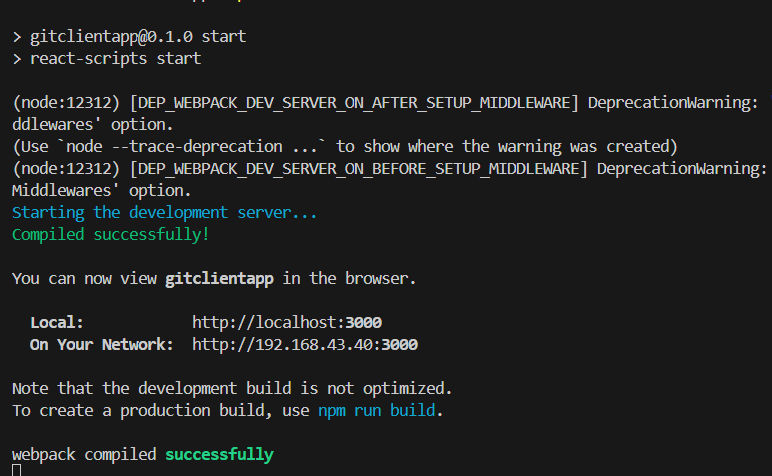 > gitclientapp@0.1.0 start
> react-scripts start
(node:12312) [DEP_WEBPACK_DEV_SERVER_ON_AFTER_SETUP_MIDDLEWARE] DeprecationWarning:
ddlewares' option.
(Use `node --trace-deprecation ...` to show where the warning was created)
(node:12312) [DEP_WEBPACK_DEV_SERVER_ON_BEFORE_SETUP_MIDDLEWARE] DeprecationWarning:
Middlewares' option.
Starting the development server...
Compiled successfully!
You can now view gitclientapp in the browser.
Local: http://localhost:3000
On Your Network: http://192.168.43.40:3000
Note that the development build is not optimized.
To create a production build, use npm run build.
webpack compiled successfully